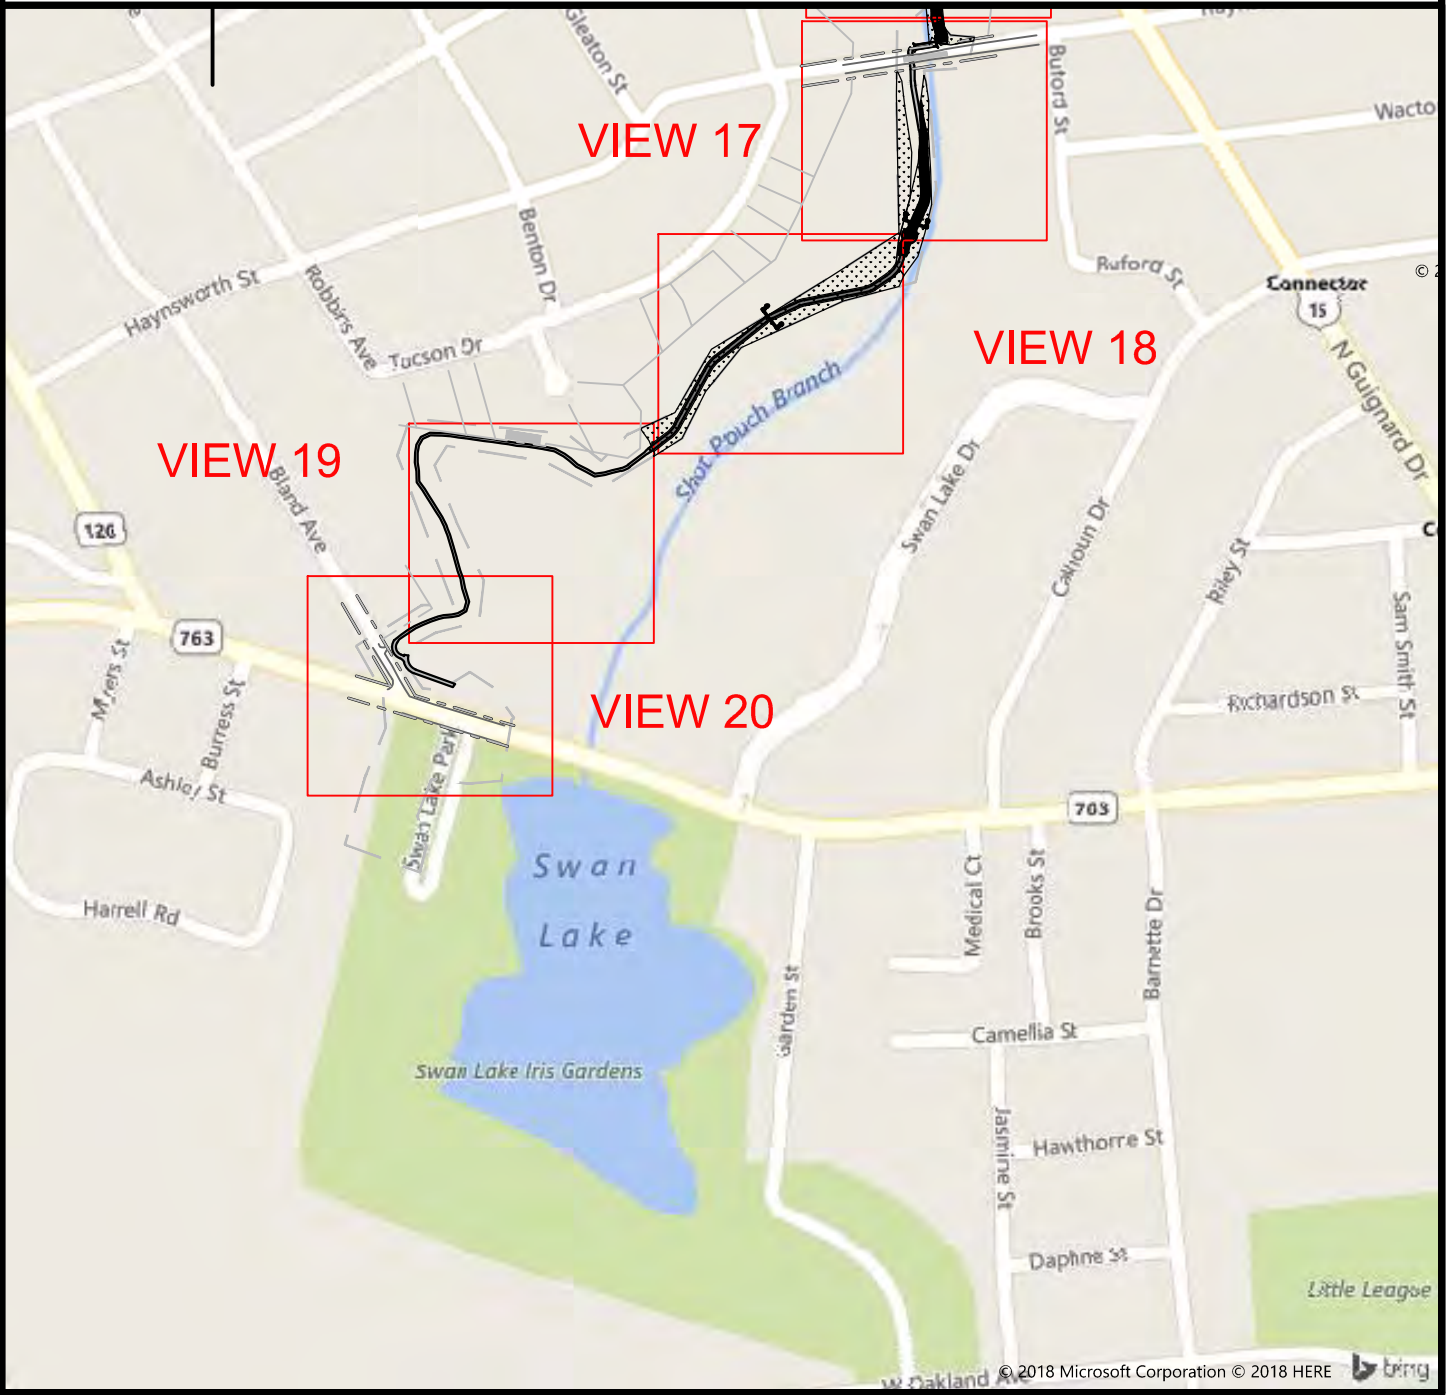 Gleaton St
Buford St
Wacto
VIEW 17
Benton Dr
Haynsworth St
Robbins Ave
Ruford St
Connector
15
© 2
Tucson Dr
VIEW 18
N Guignard Dr
Shot Pouch Branch
VIEW 19
Bland Ave
Swan Lake Dr
126
Calhoun Dr
Riley St
Sam Smith St
763
Burress St
VIEW 20
Richardson St
Ashley St
Swan Lake Park
703
Swan
Lake
Harrell Rd
Medical Ct
Brooks St
Barnette Dr
Garden St
Camellia St
Swan Lake Iris Gardens
Jasmine St
Hawthorre St
Daphne St
Little League
W Oakland Ave
© 2018 Microsoft Corporation © 2018 HERE
bing